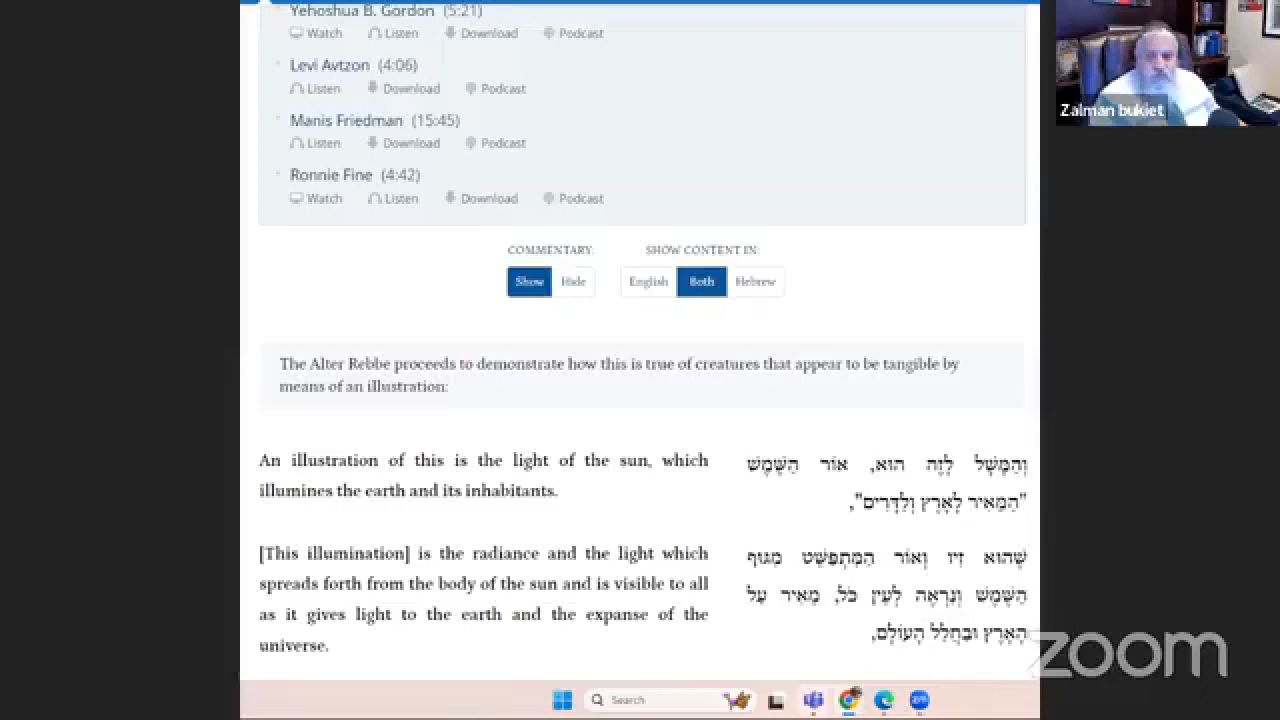 Yehoshua B. Gordon (5:21)
Watch Listen Download Podcast
Levi Avtzon (4:06)
Listen Download Podcast
Manis Friedman (15:45)
Listen Download Podcast
Ronnie Fine (4:42)
Watch Listen Download Podcast
Zalman bukiet
COMMENTARY: SHOW CONTENT IN:
Show Hide English Both Hebrew
The Alter Rebbe proceeds to demonstrate how this is true of creatures that appear to be tangible by
means of an illustration:
An illustration of this is the light of the sun, which
illumines the earth and its inhabitants.
וְהַמָּשָׁל לָזֶה הוּא, אוֹר הַשֶּׁמֶשׁ
"הַמֵּאִיר לָאָרֶץ וְלַדָּרִים",
[This illumination] is the radiance and the light which
spreads forth from the body of the sun and is visible to all
as it gives light to the earth and the expanse of the
universe.
שֶׁהוּא זִיו וְאוֹר הַמִּתְפַּשֵּׁט מִגּוּף
הַשֶּׁמֶשׁ וְנִרְאֶה לְעֵין כֹּל, מֵאִיר עַל
הָאָרֶץ וּבַחֲלַל הָעוֹלָם,
zoom
Search